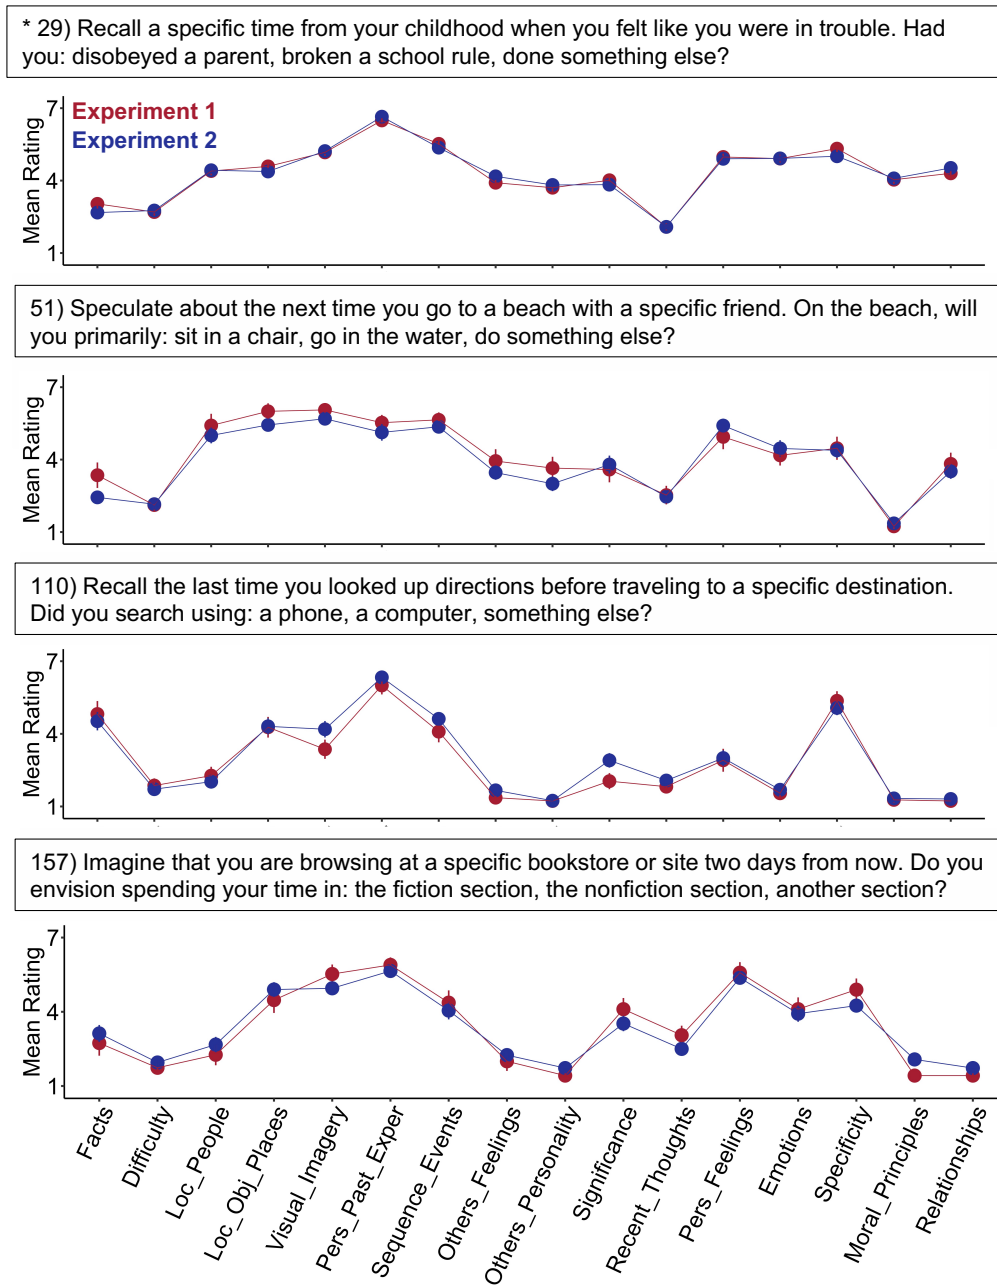 * 29) Recall a specific time from your childhood when you felt like you were in trouble. Had
you: disobeyed a parent, broken a school rule, done something else?
Experiment 1
Experiment 2
Mean Rating
7
4
1
51) Speculate about the next time you go to a beach with a specific friend. On the beach, will
you primarily: sit in a chair, go in the water, do something else?
Mean Rating
7
4
1
110) Recall the last time you looked up directions before traveling to a specific destination.
Did you search using: a phone, a computer, something else?
Mean Rating
7
4
1
157) Imagine that you are browsing at a specific bookstore or site two days from now. Do you
envision spending your time in: the fiction section, the nonfiction section, another section?
Mean Rating
7
4
1
Facts
Difficulty
Loc_People
Loc_Obj_Places
Visual_Imagery
Pers_Past_Exper
Sequence_Events
Others_Feelings
Others_Personality
Significance
Recent_Thoughts
Pers_Feelings
Emotions
Specificity
Moral_Principles
Relationships